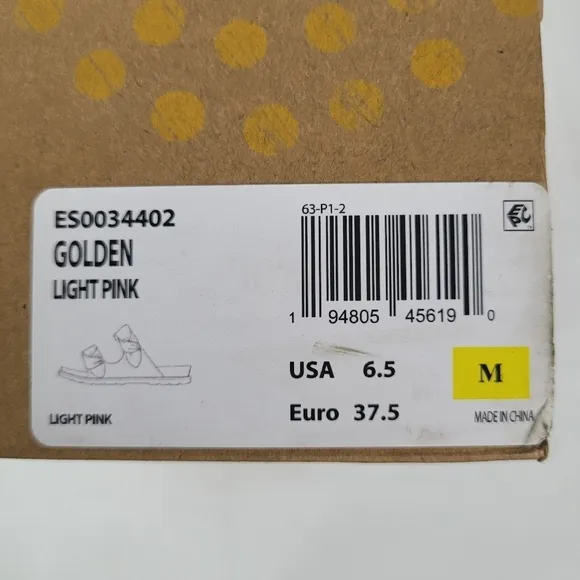 ES0034402
GOLDEN
LIGHT PINK
LIGHT PINK
63-P1-2
1 94805 45619 0
USA 6.5
Euro 37.5
M
MADE IN CHINA